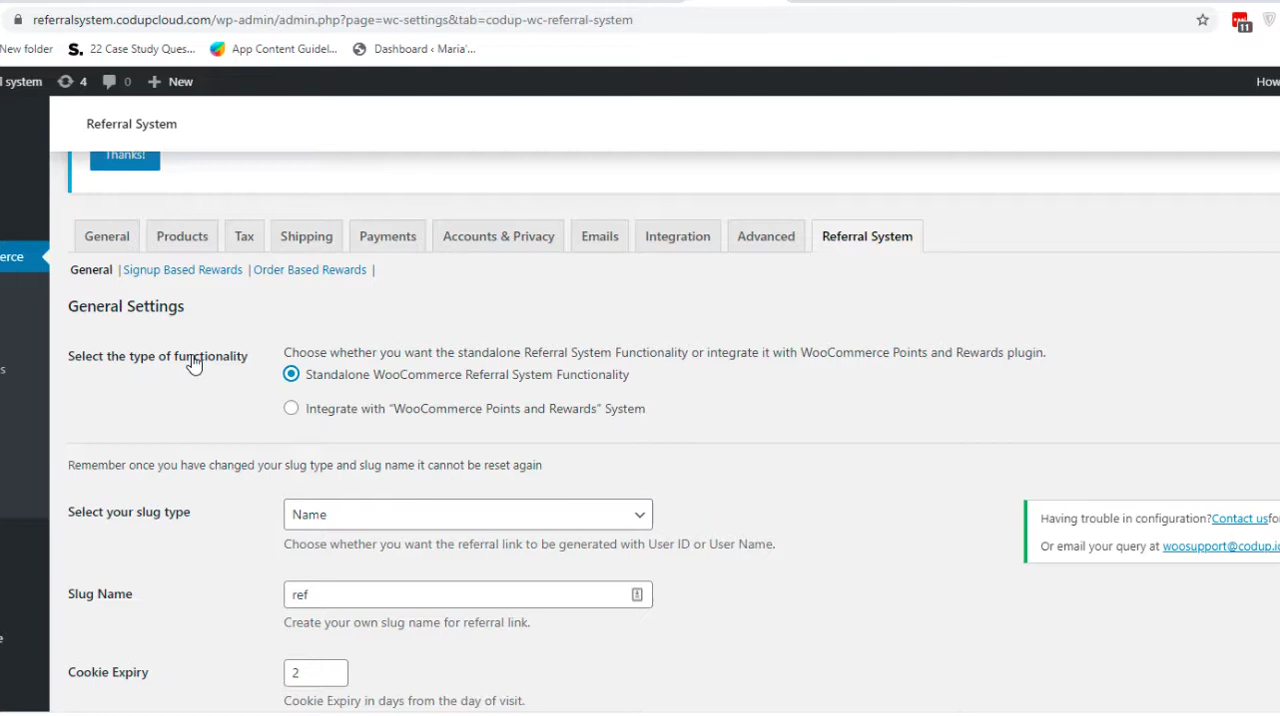 referralsystem.codupcloud.com/wp-admin/admin.php?page=wc-settings&tab=codup-wc-referral-system
11
New folder S. 22 Case Study Ques... App Content Guidel... Dashboard ‹ Maria'...
l system 4 0 + New How
Referral System
Thanks!
General Products Tax Shipping Payments Accounts & Privacy Emails Integration Advanced Referral System
erce
General | Signup Based Rewards | Order Based Rewards |
General Settings
Select the type of functionality
Choose whether you want the standalone Referral System Functionality or integrate it with WooCommerce Points and Rewards plugin.
Standalone WooCommerce Referral System Functionality
s
Integrate with "WooCommerce Points and Rewards" System
Remember once you have changed your slug type and slug name it cannot be reset again
Select your slug type
Name
Choose whether you want the referral link to be generated with User ID or User Name.
Having trouble in configuration?Contact usfo
Or email your query at woosupport@codup.i
Slug Name
ref
Create your own slug name for referral link.
e
Cookie Expiry
2
Cookie Expiry in days from the day of visit.